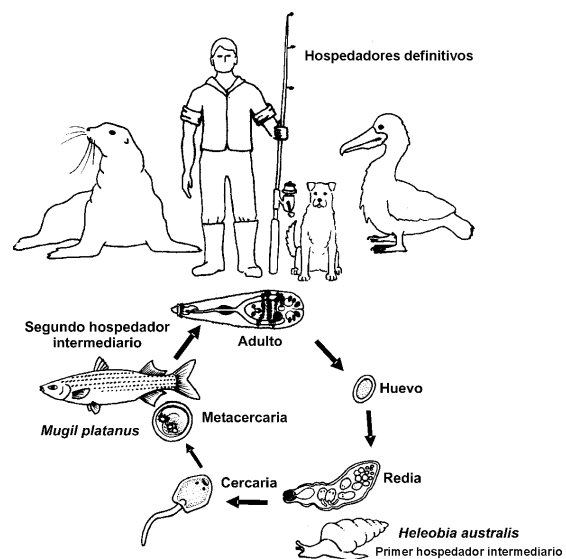 Hospedadores definitivos
Segundo hospedador
intermediario
Adulto
Huevo
Mugil platanus
Metacercaria
Cercaria
Redia
Heleobia australis
Primer hospedador intermediario